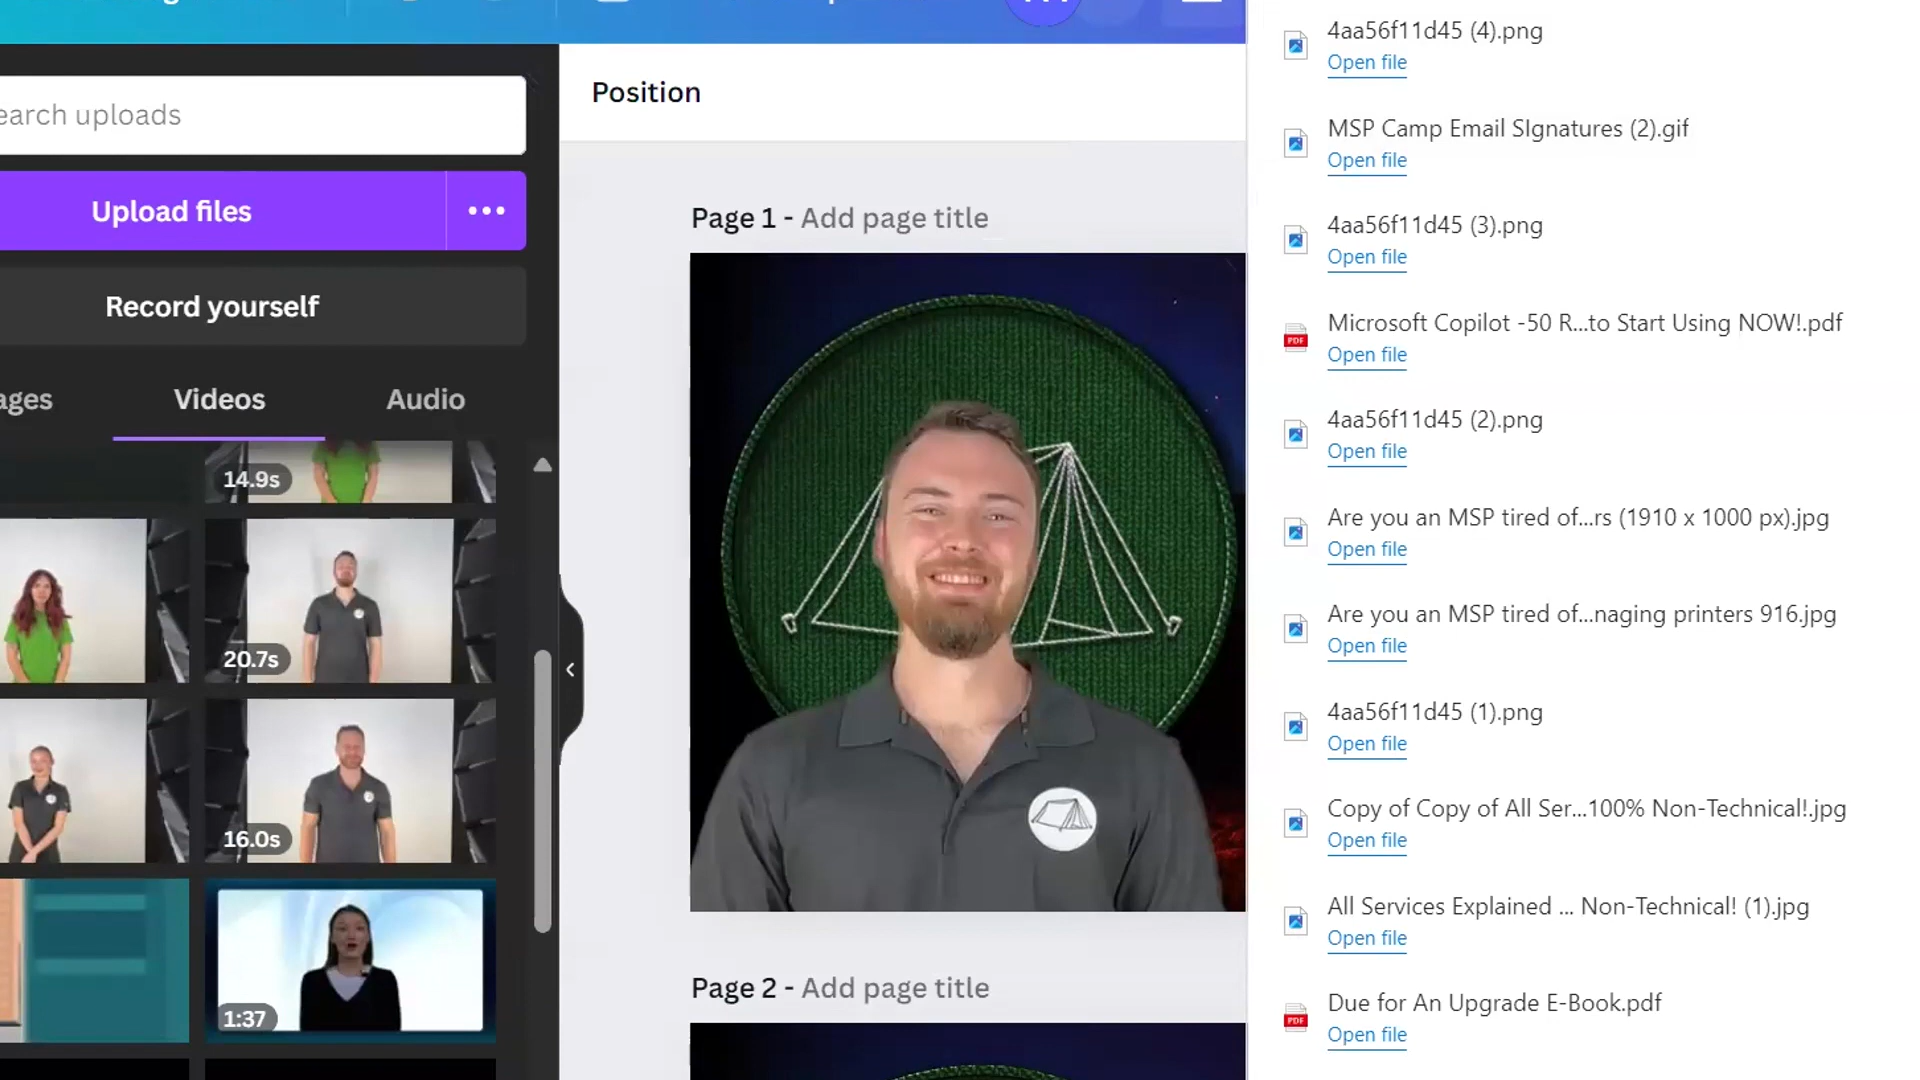 earch uploads
Upload files
Record yourself
ages
Videos
Audio
14.9s
20.7s
16.0s
1:37
Position
Page 1 - Add page title
Page 2 - Add page title
4aa56f11d45 (4).png
Open file
MSP Camp Email SIgnatures (2).gif
Open file
4aa56f11d45 (3).png
Open file
Microsoft Copilot -50 R...to Start Using NOW!.pdf
Open file
4aa56f11d45 (2).png
Open file
Are you an MSP tired of...rs (1910 x 1000 px).jpg
Open file
Are you an MSP tired of...naging printers 916.jpg
Open file
4aa56f11d45 (1).png
Open file
Copy of Copy of All Ser...100% Non-Technical!.jpg
Open file
All Services Explained ... Non-Technical! (1).jpg
Open file
Due for An Upgrade E-Book.pdf
Open file